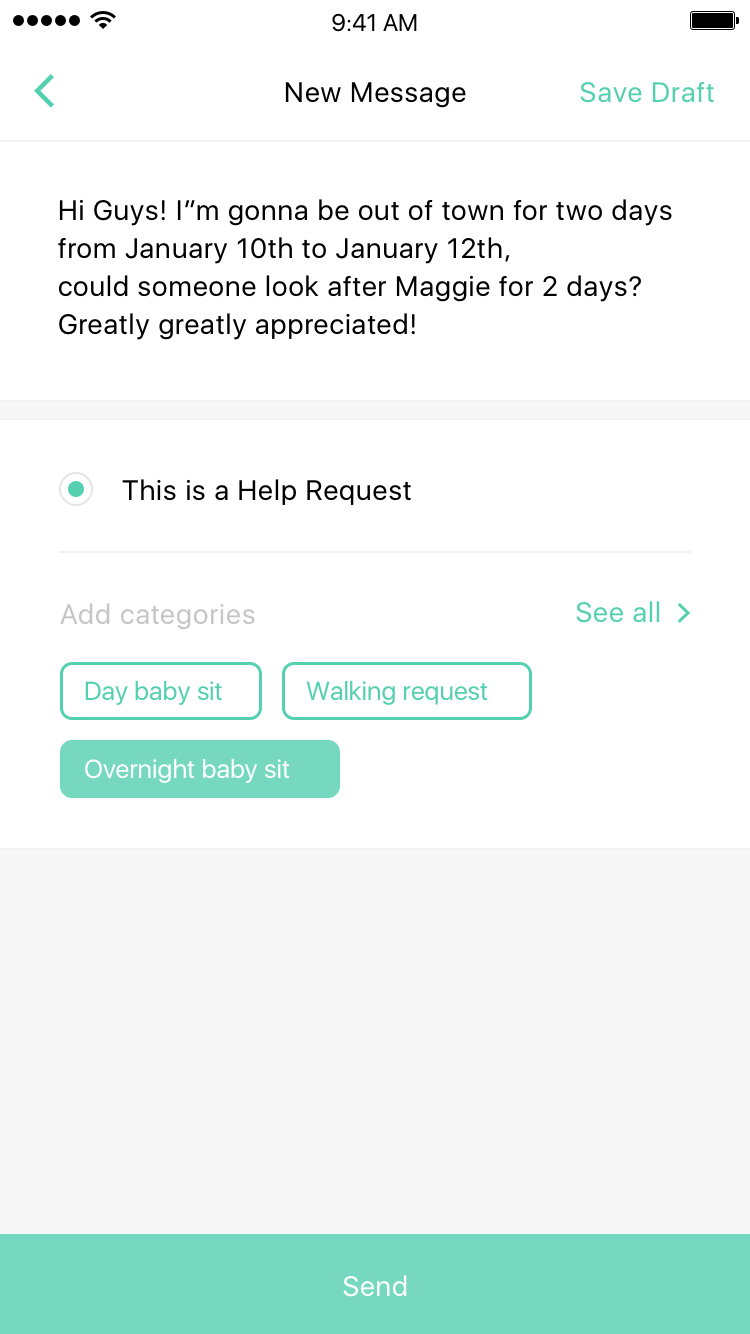 9:41 AM
New Message
Save Draft
Hi Guys! I”m gonna be out of town for two days
from January 10th to January 12th,
could someone look after Maggie for 2 days?
Greatly greatly appreciated!
This is a Help Request
Add categories
See all
Day baby sit
Walking request
Overnight baby sit
Send